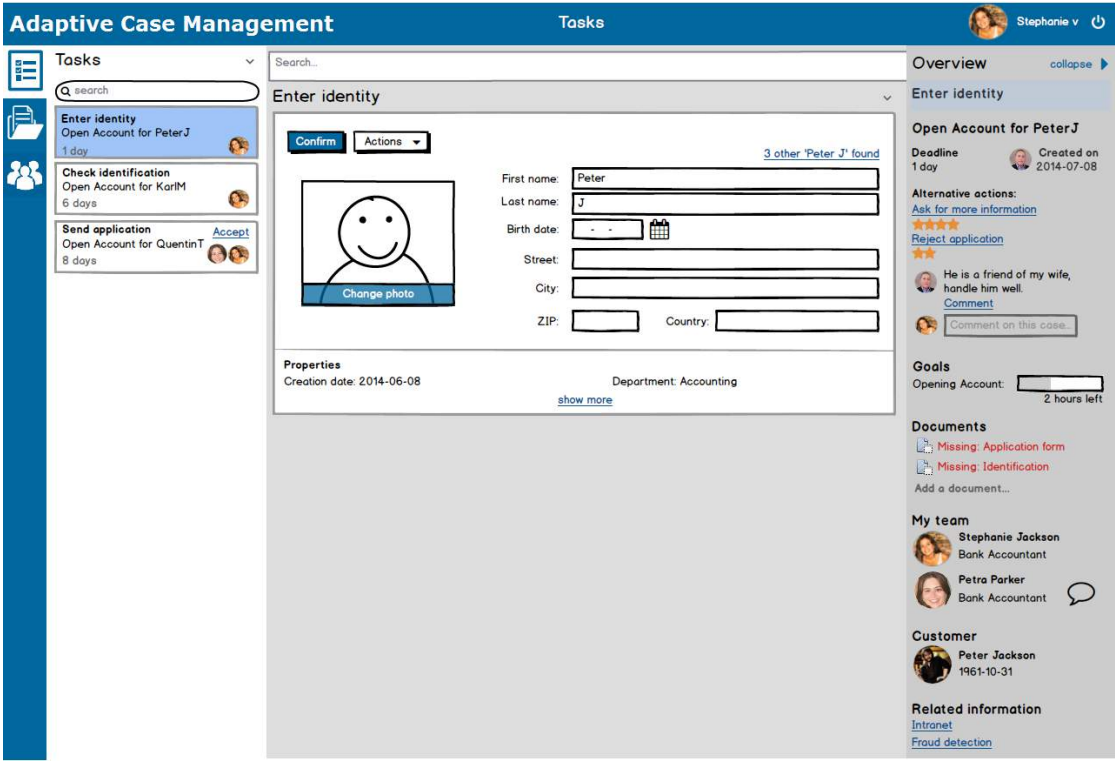 Adaptive Case Management
Tasks
Stephanie v
Tasks
search
Enter identity
Open Account for PeterJ
1 day
Check identification
Open Account for KarlM
6 days
Send application
Accept
Open Account for QuentinT
8 days
Search...
Enter identity
Confirm
Actions
3 other 'Peter J' found
First name: Peter
Last name: J
Birth date: - -
Street:
City:
ZIP: Country:
Change photo
Properties
Creation date: 2014-06-08 Department: Accounting
show more
Overview collapse
Enter identity
Open Account for PeterJ
Deadline Created on
1 day 2014-07-08
Alternative actions:
Ask for more information
Reject application
He is a friend of my wife,
handle him well.
Comment
Comment on this case..
Goals
Opening Account:
2 hours left
Documents
Missing: Application form
Missing: Identification
Add a document...
My team
Stephanie Jackson
Bank Accountant
Petra Parker
Bank Accountant
Customer
Peter Jackson
1961-10-31
Related information
Intranet
Fraud detection